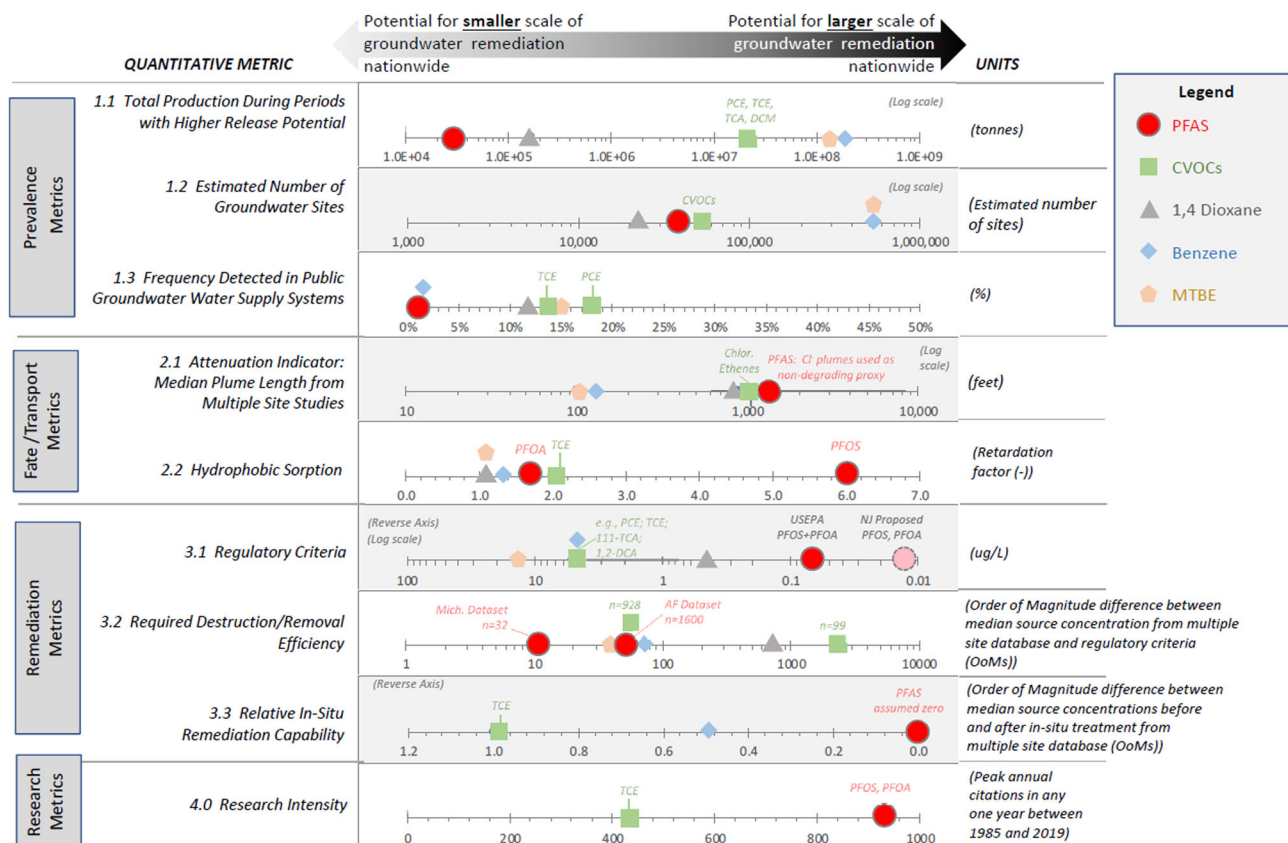 Potential for smaller scale of
groundwater remediation
nationwide
Potential for larger scale of
groundwater remediation
nationwide
QUANTITATIVE METRIC
UNITS
Legend
PFAS
CVOCs
1,4 Dioxane
Benzene
MTBE
Prevalence
Metrics
1.1 Total Production During Periods
with Higher Release Potential
PCE, TCE,
TCA, DCM
(Log scale)
(tonnes)
1.0E+04
1.0E+05
1.0E+06
1.0E+07
1.0E+08
1.0E+09
1.2 Estimated Number of
Groundwater Sites
CVOCs
(Log scale)
(Estimated number
of sites)
1,000
10,000
100,000
1,000,000
1.3 Frequency Detected in Public
Groundwater Water Supply Systems
TCE
PCE
(%)
0%
5%
10%
15%
20%
25%
30%
35%
40%
45%
50%
Fate /Transport
Metrics
2.1 Attenuation Indicator:
Median Plume Length from
Multiple Site Studies
Chlor.
Ethenes
PFAS: Cl⁻ plumes used as
non-degrading proxy
(Log
scale)
(feet)
10
100
1,000
10,000
2.2 Hydrophobic Sorption
PFOA
TCE
PFOS
(Retardation
factor (-))
0.0
1.0
2.0
3.0
4.0
5.0
6.0
7.0
Remediation
Metrics
3.1 Regulatory Criteria
(Reverse Axis)
(Log scale)
e.g., PCE; TCE;
111-TCA;
1,2-DCA
USEPA
PFOS+PFOA
NJ Proposed
PFOS, PFOA
(ug/L)
100
10
1
0.1
0.01
3.2 Required Destruction/Removal
Efficiency
Mich. Dataset
n=32
n=928
AF Dataset
n=1600
n=99
(Order of Magnitude difference between
median source concentration from multiple
site database and regulatory criteria
(OoMs))
1
10
100
1000
10000
3.3 Relative In-Situ
Remediation Capability
(Reverse Axis)
TCE
PFAS
assumed zero
(Order of Magnitude difference between
median source concentrations before
and after in-situ treatment from
multiple site database (OoMs))
1.2
1.0
0.8
0.6
0.4
0.2
0.0
Research
Metrics
4.0 Research Intensity
TCE
PFOS, PFOA
(Peak annual
citations in any
one year between
1985 and 2019)
0
200
400
600
800
1000